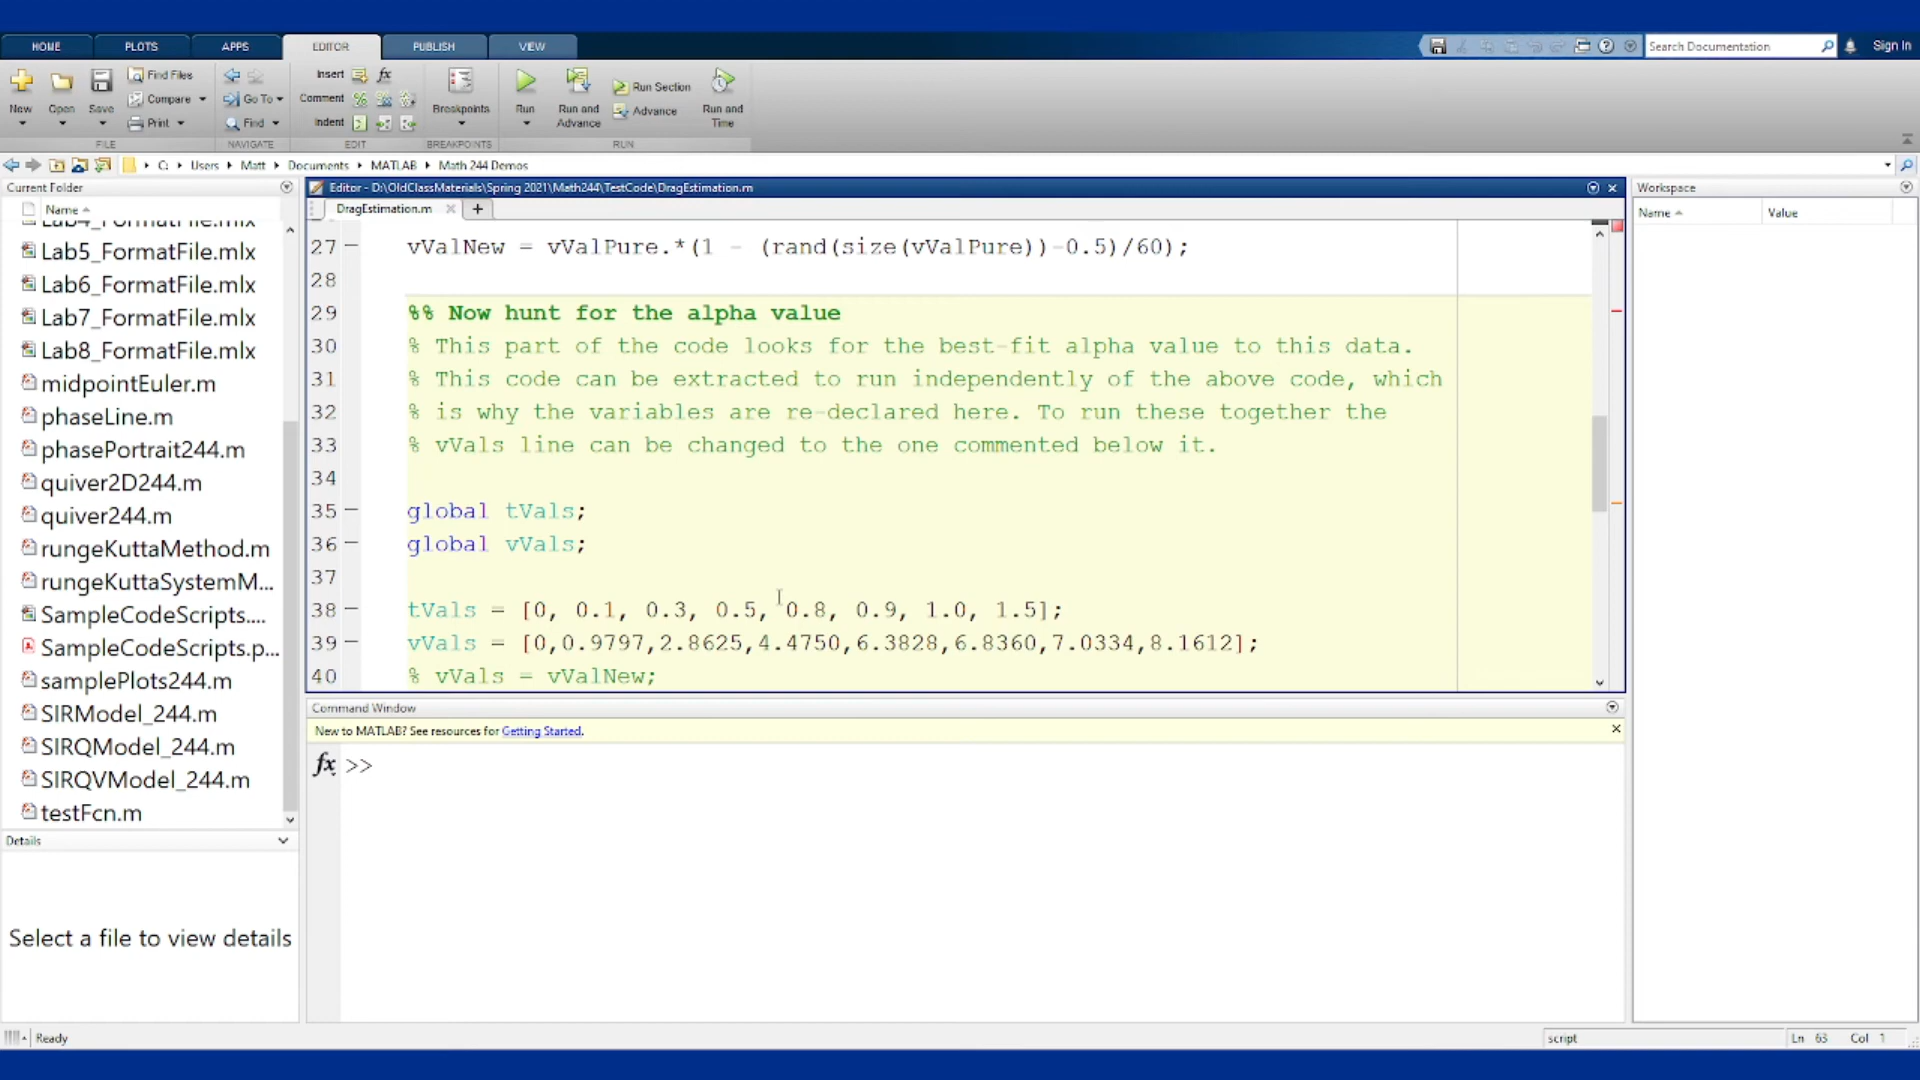 HOME PLOTS APPS EDITOR PUBLISH VIEW Search Documentation Sign In
New Open Save Find Files Compare Print Go To Find Insert fx Comment Indent Breakpoints Run Run and Advance Run Section Advance Run and Time
FILE NAVIGATE EDIT BREAKPOINTS RUN
C: Users Matt Documents MATLAB Math 244 Demos
Current Folder
Name
Lab4_FormatFile.mlx
Lab5_FormatFile.mlx
Lab6_FormatFile.mlx
Lab7_FormatFile.mlx
Lab8_FormatFile.mlx
midpointEuler.m
phaseLine.m
phasePortrait244.m
quiver2D244.m
quiver244.m
rungeKuttaMethod.m
rungeKuttaSystemM...
SampleCodeScripts....
SampleCodeScripts.p...
samplePlots244.m
SIRModel_244.m
SIRQModel_244.m
SIRQVModel_244.m
testFcn.m
Details
Select a file to view details
Editor - D:\OldClassMaterials\Spring 2021\Math244\TestCode\DragEstimation.m
DragEstimation.m +
27 - vValNew = vValPure.*(1 - (rand(size(vValPure))-0.5)/60);
28
29 %% Now hunt for the alpha value
30 % This part of the code looks for the best-fit alpha value to this data.
31 % This code can be extracted to run independently of the above code, which
32 % is why the variables are re-declared here. To run these together the
33 % vVals line can be changed to the one commented below it.
34
35 - global tVals;
36 - global vVals;
37
38 - tVals = [0, 0.1, 0.3, 0.5, 0.8, 0.9, 1.0, 1.5];
39 - vVals = [0,0.9797,2.8625,4.4750,6.3828,6.8360,7.0334,8.1612];
40 % vVals = vValNew;
Command Window
New to MATLAB? See resources for Getting Started.
fx >>
Workspace
Name Value
Ready script Ln 63 Col 1